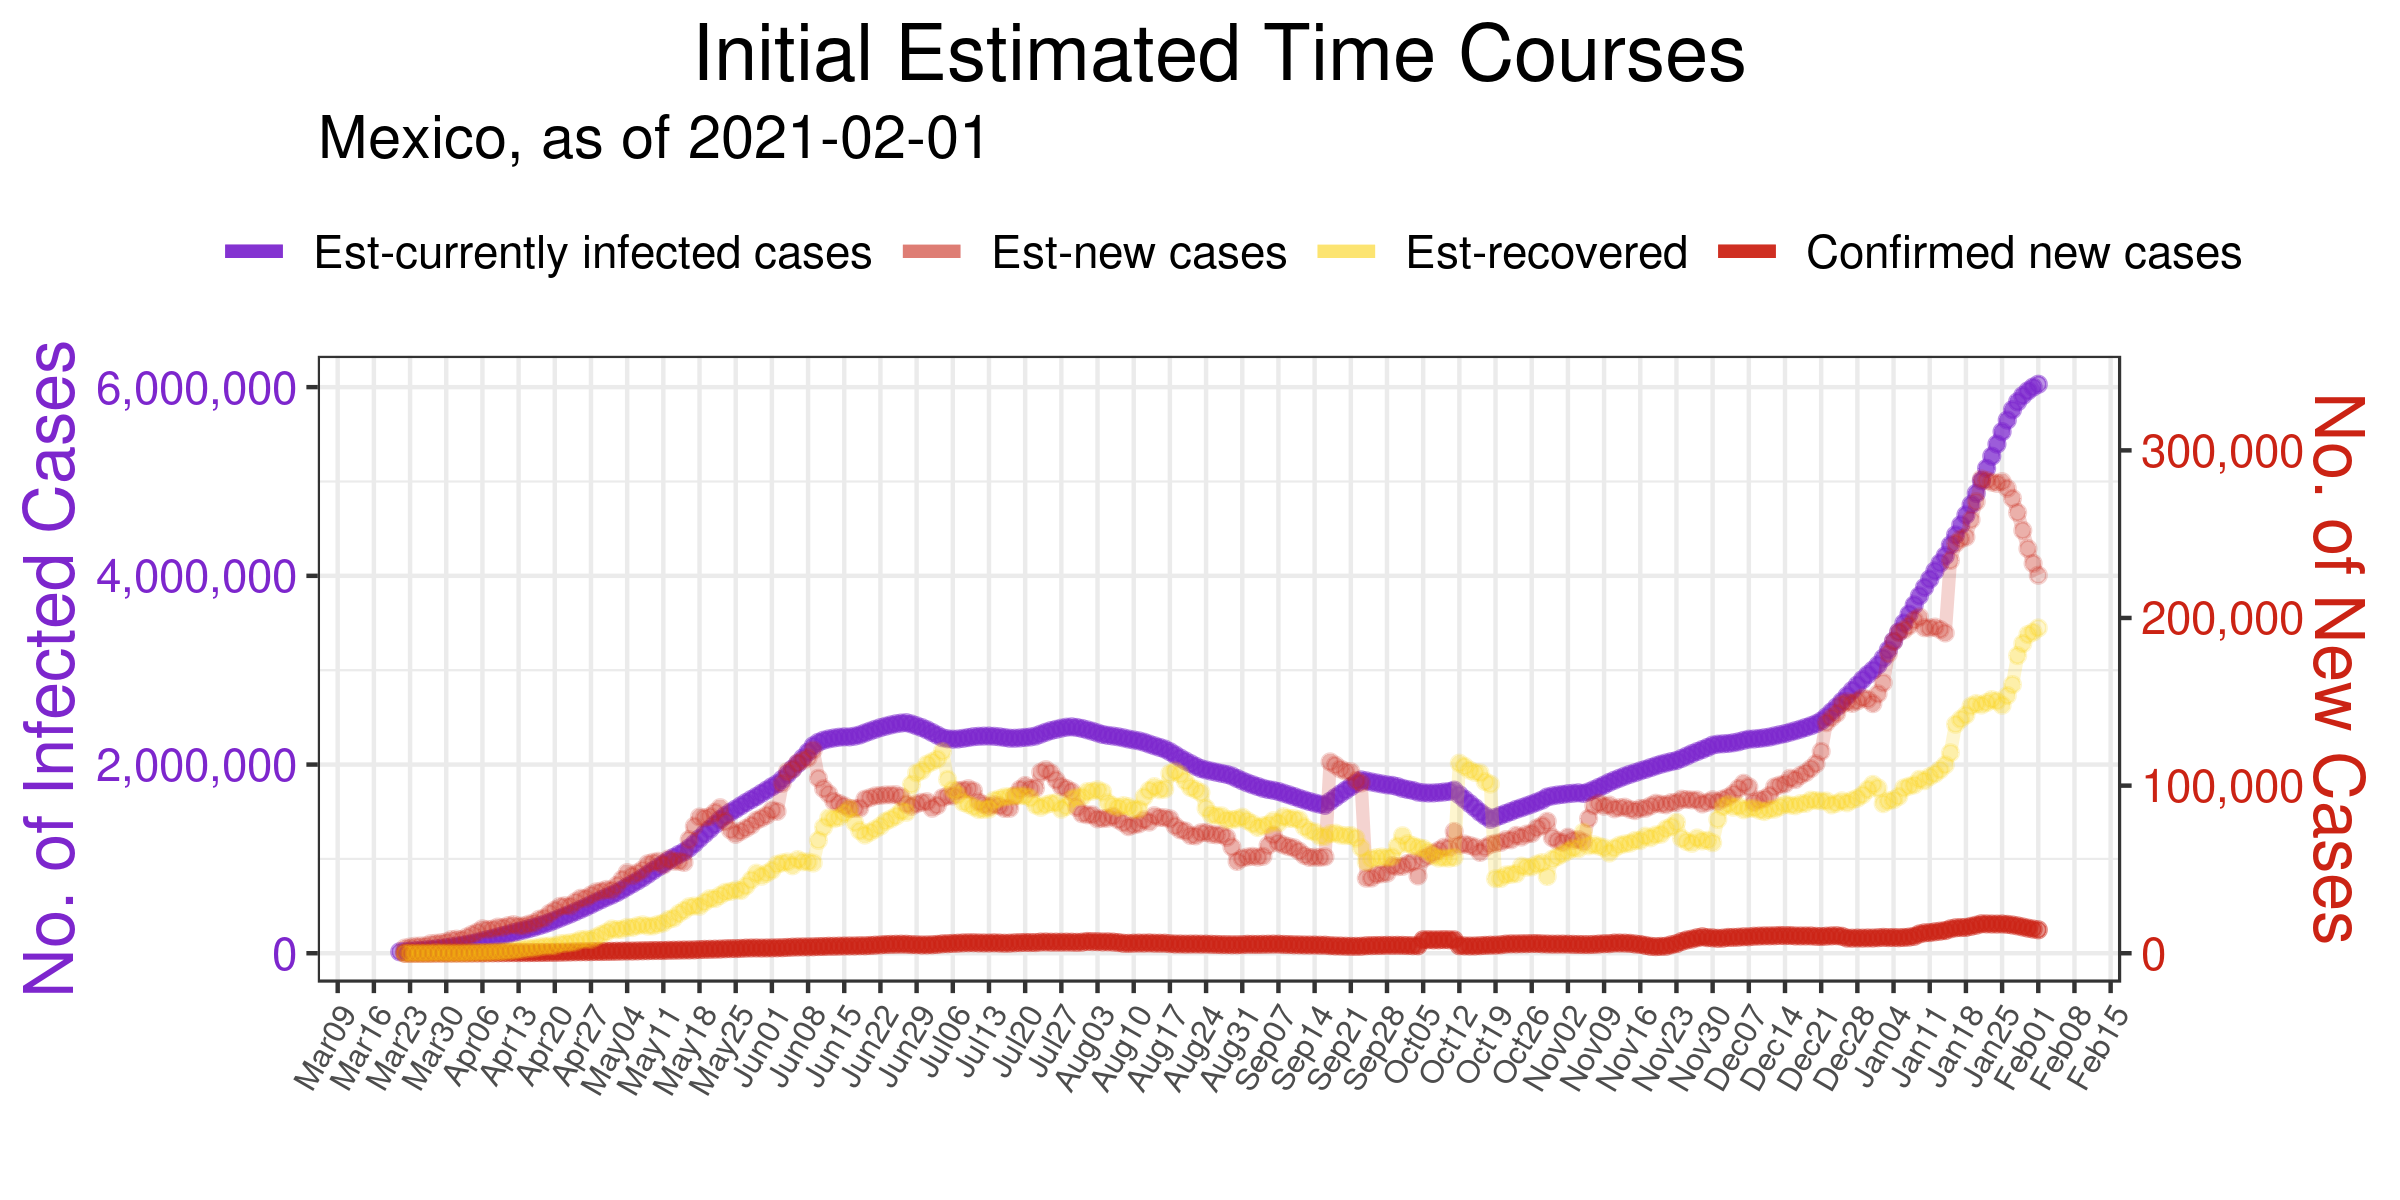 Initial Estimated Time Courses
Mexico, as of 2021-02-01
Est-currently infected cases Est-new cases Est-recovered Confirmed new cases
No. of Infected Cases
6,000,000
4,000,000
2,000,000
0
300,000
200,000
100,000
0
No. of New Cases
Mar09 Mar16 Mar23 Mar30 Apr06 Apr13 Apr20 Apr27 May04 May11 May18 May25 Jun01 Jun08 Jun15 Jun22 Jun29 Jul06 Jul13 Jul20 Jul27 Aug03 Aug10 Aug17 Aug24 Aug31 Sep07 Sep14 Sep21 Sep28 Oct05 Oct12 Oct19 Oct26 Nov02 Nov09 Nov16 Nov23 Nov30 Dec07 Dec14 Dec21 Dec28 Jan04 Jan11 Jan18 Jan25 Feb01 Feb08 Feb15